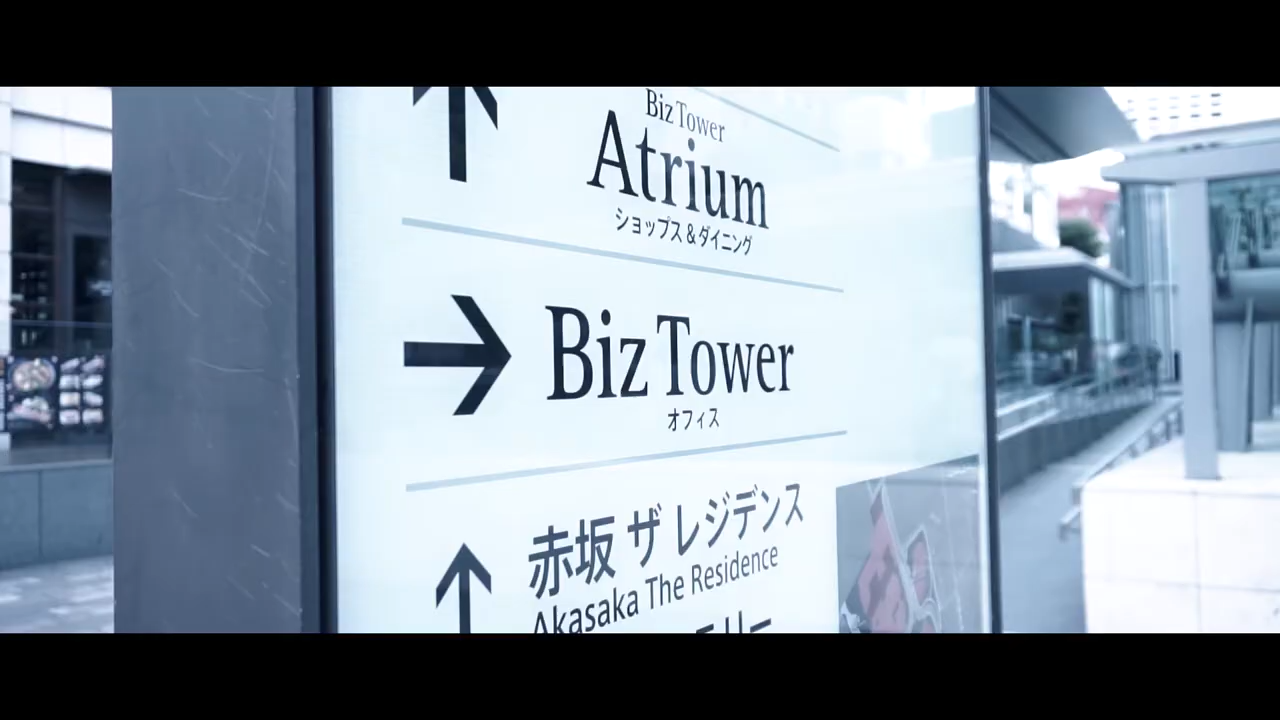 Biz Tower
Atrium
ショップス&ダイニング
Biz Tower
オフィス
赤坂 ザ レジデンス
Akasaka The Residence